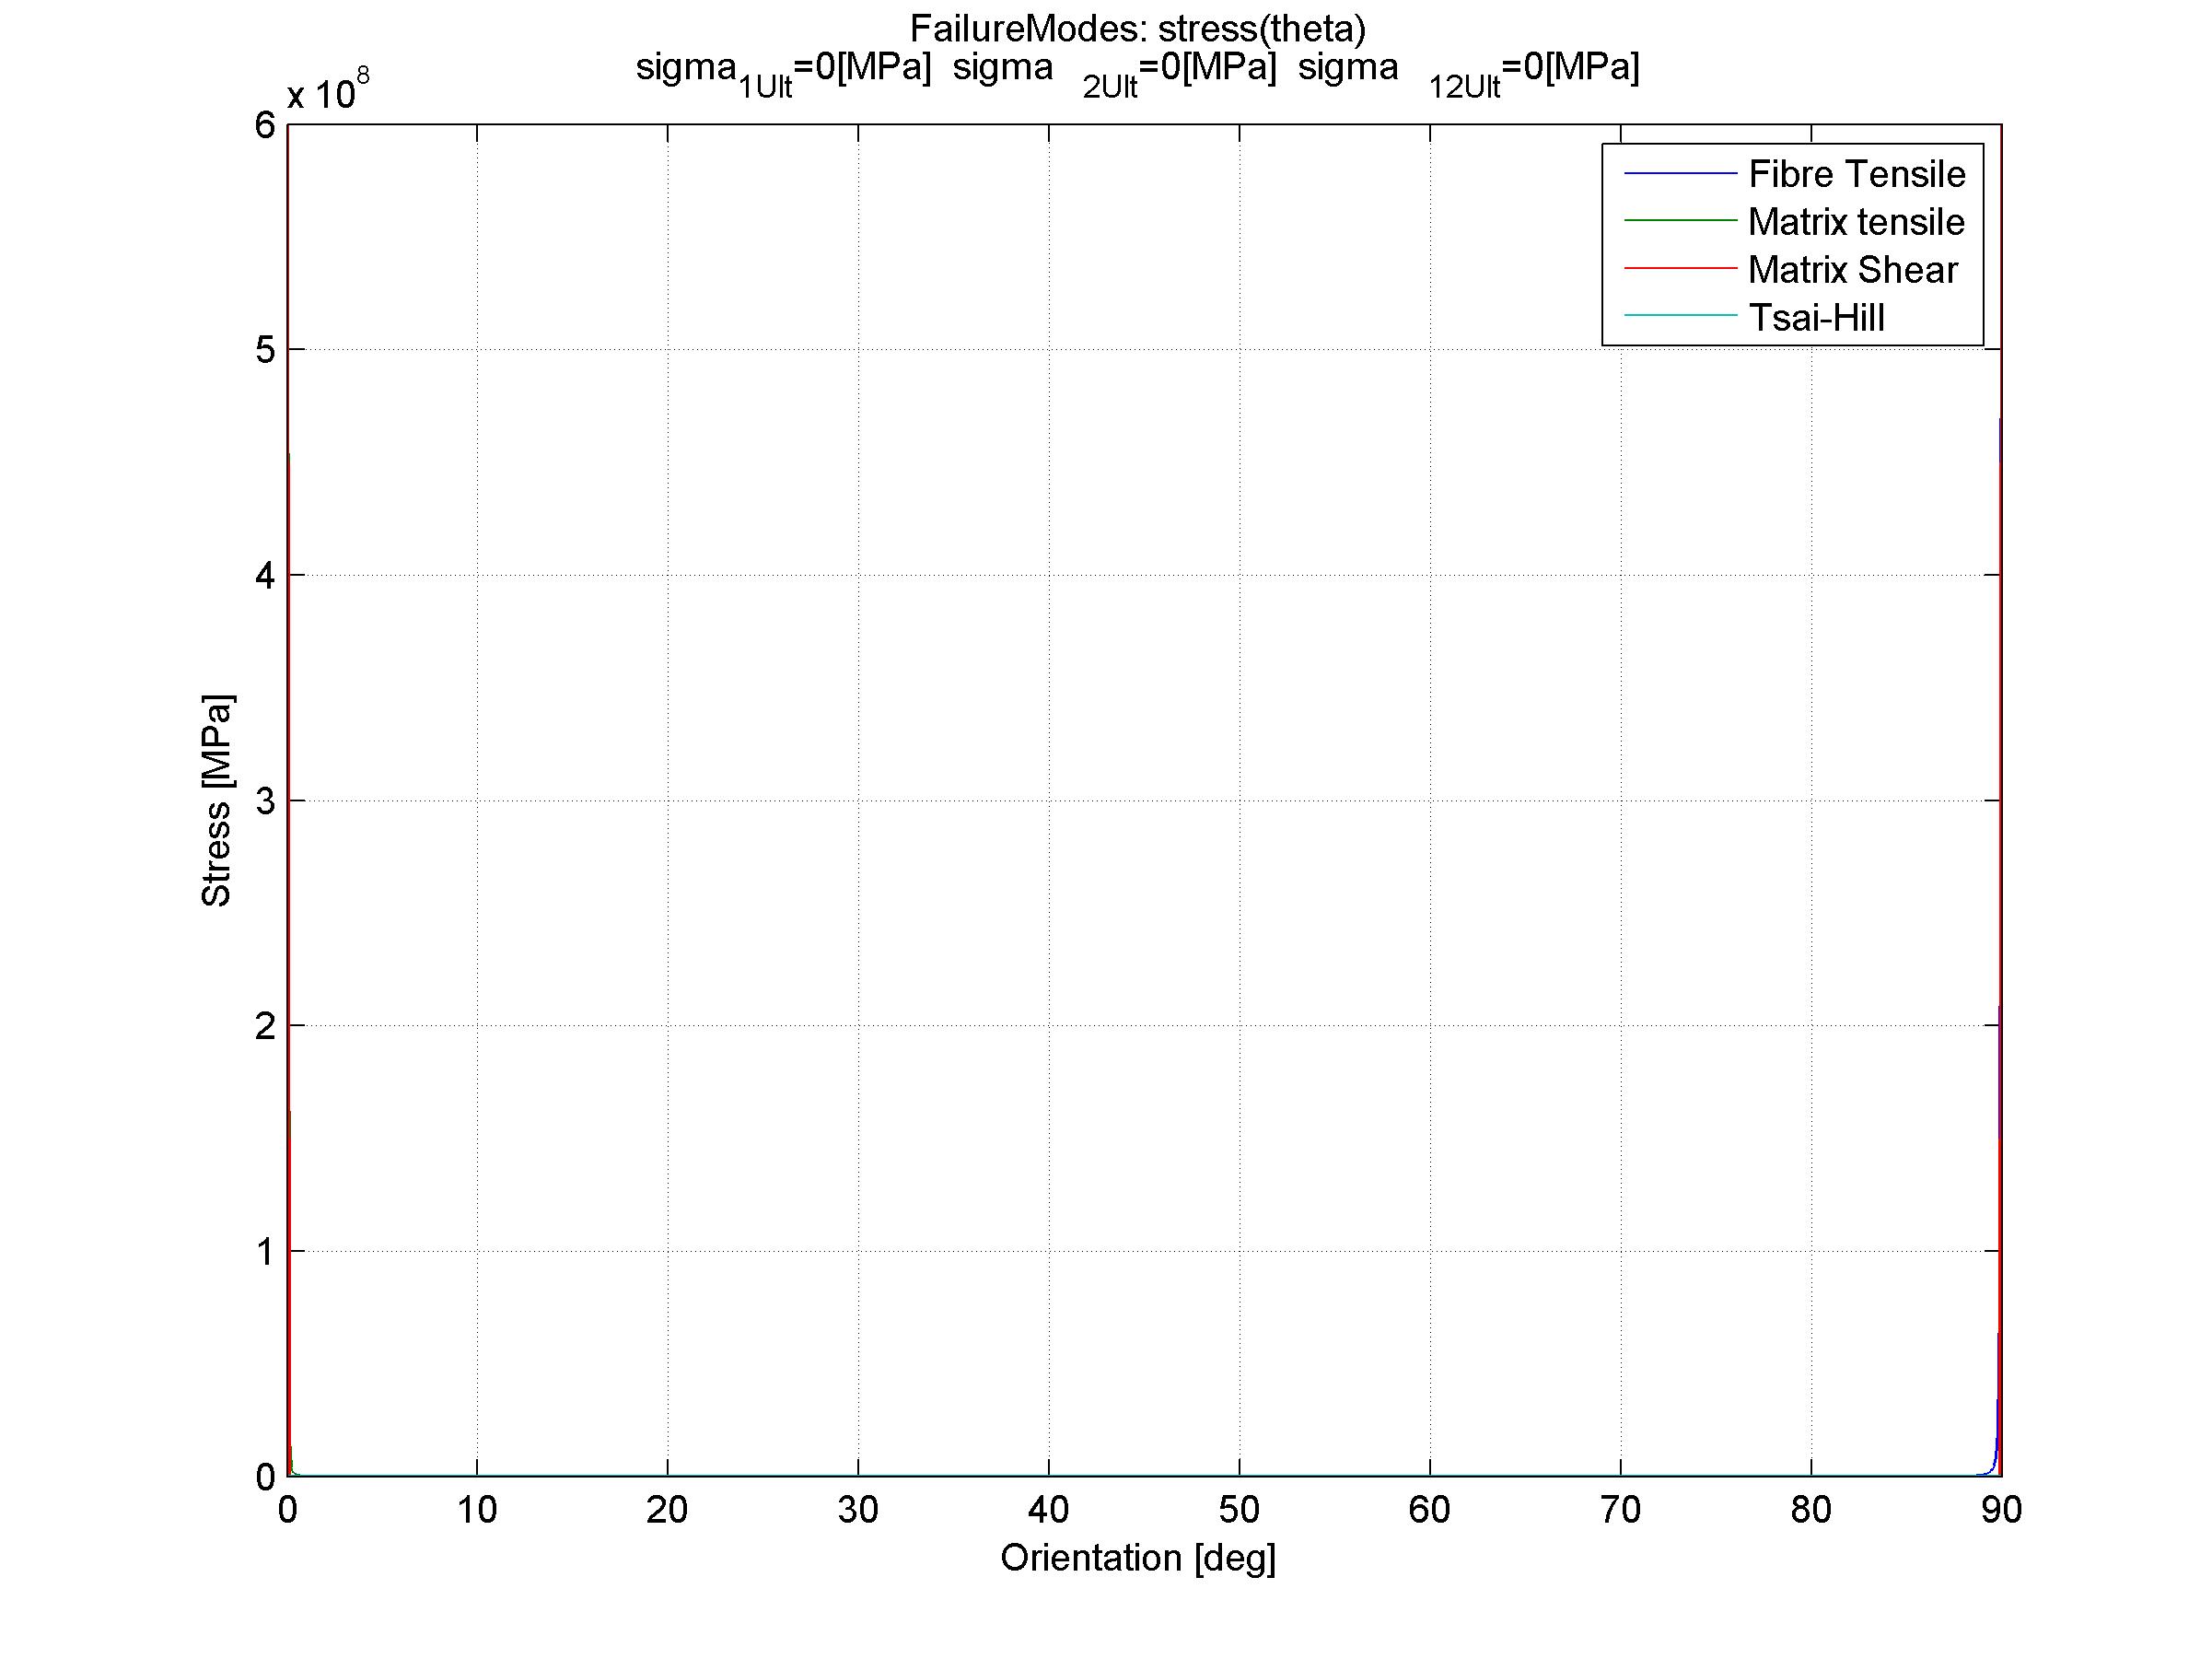 FailureModes: stress(theta)
sigma1Ult=0[MPa] sigma 2Ult=0[MPa] sigma 12Ult=0[MPa]
x 10^8
6
5
4
3
2
1
0
Stress [MPa]
Fibre Tensile
Matrix tensile
Matrix Shear
Tsai-Hill
0 10 20 30 40 50 60 70 80 90
Orientation [deg]